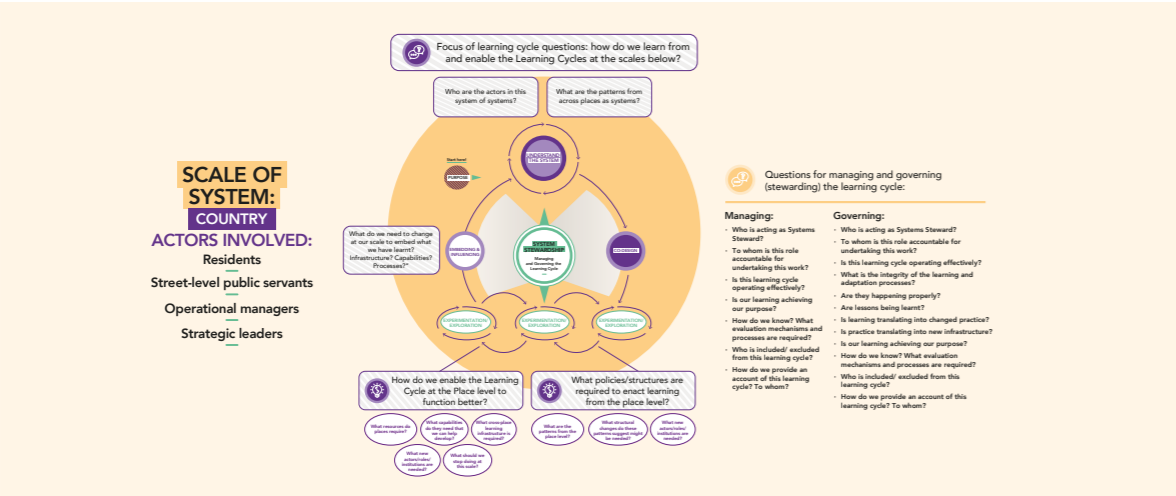 Focus of learning cycle questions: how do we learn from
and enable the Learning Cycles at the scales below?
Who are the actors in this
system of systems?
What are the patterns from
across places as systems?
SCALE OF
SYSTEM:
COUNTRY
ACTORS INVOLVED:
Residents
Street-level public servants
Operational managers
Strategic leaders
Start here!
PURPOSE
UNDERSTAND
THE SYSTEM
What do we need to change
at our scale to embed what
we have learnt?
Infrastructure? Capabilities?
Processes?"
EMBEDDING &
INFLUENCING
SYSTEM
STEWARDSHIP
Managing
and Governing the
Learning Cycle
CO-DESIGN
EXPERIMENTATION/
EXPLORATION
EXPERIMENTATION/
EXPLORATION
EXPERIMENTATION/
EXPLORATION
How do we enable the Learning
Cycle at the Place level to
function better?
What resources do
places require?
What capabilities
do they need that
we can help
develop?
What cross-place
learning
infrastructure is
required?
What new
actors/roles/
institutions are
needed?
What should we
stop doing at
this scale?
What policies/structures are
required to enact learning
from the place level?
What are the
patterns from the
place level?
What structural
changes do these
patterns suggest might
be needed?
What new
actors/roles/
institutions are
needed?
Questions for managing and governing
(stewarding) the learning cycle:
Managing:
· Who is acting as Systems
Steward?
· To whom is this role
accountable for
undertaking this work?
· Is this learning cycle
operating effectively?
· Is our learning achieving
our purpose?
· How do we know? What
evaluation mechanisms and
processes are required?
· Who is included/ excluded
from this learning cycle?
· How do we provide an
account of this learning
cycle? To whom?
Governing:
· Who is acting as Systems Steward?
· To whom is this role accountable for
undertaking this work?
· Is this learning cycle operating effectively?
· What is the integrity of the learning and
adaptation processes?
· Are they happening properly?
· Are lessons being learnt?
· Is learning translating into changed practice?
· Is practice translating into new infrastructure?
· Is our learning achieving our purpose?
· How do we know? What evaluation
mechanisms and processes are required?
· Who is included/ excluded from this
learning cycle?
· How do we provide an account of this
learning cycle? To whom?